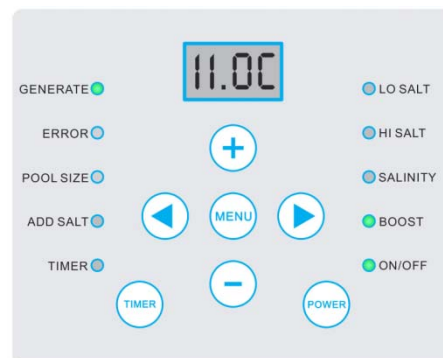 11.0C
GENERATE
ERROR
POOL SIZE
ADD SALT
TIMER
LO SALT
HI SALT
SALINITY
BOOST
ON/OFF
+
MENU
−
TIMER
POWER